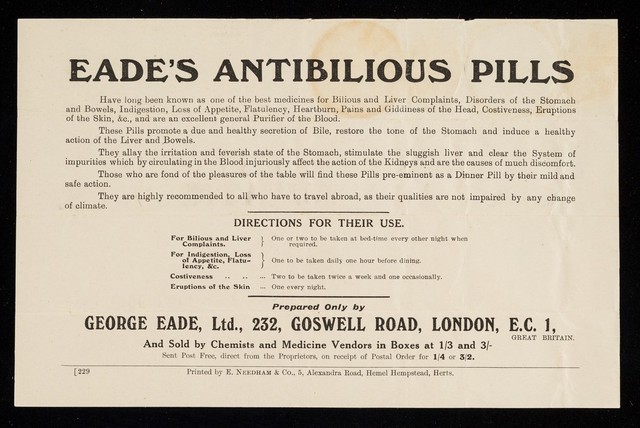 EADE'S ANTIBILIOUS PILLS
Have long been known as one of the best medicines for Bilious and Liver Complaints, Disorders of the Stomach
and Bowels, Indigestion, Loss of Appetite, Flatulency, Heartburn, Pains and Giddiness of the Head, Costiveness, Eruptions
of the Skin, &c., and are an excellent general Purifier of the Blood.
These Pills promote a due and healthy secretion of Bile, restore the tone of the Stomach and induce a healthy
action of the Liver and Bowels.
They allay the irritation and feverish state of the Stomach, stimulate the sluggish liver and clear the System of
impurities which by circulating in the Blood injuriously affect the action of the Kidneys and are the causes of much discomfort.
Those who are fond of the pleasures of the table will find these Pills pre-eminent as a Dinner Pill by their mild and
safe action.
They are highly recommended to all who have to travel abroad, as their qualities are not impaired by any change
of climate.
DIRECTIONS FOR THEIR USE.
For Bilious and Liver Complaints. } One or two to be taken at bed-time every other night when required.
For Indigestion, Loss of Appetite, Flatulency, &c. } One to be taken daily one hour before dining.
Costiveness .. .. ... Two to be taken twice a week and one occasionally.
Eruptions of the Skin ... One every night.
Prepared Only by
GEORGE EADE, Ltd., 232, GOSWELL ROAD, LONDON, E.C. 1,
GREAT BRITAIN.
And Sold by Chemists and Medicine Vendors in Boxes at 1/3 and 3/-
Sent Post Free, direct from the Proprietors, on receipt of Postal Order for 1/4 or 3/2.
[229 Printed by E. NEEDHAM & Co., 5, Alexandra Road, Hemel Hempstead, Herts.